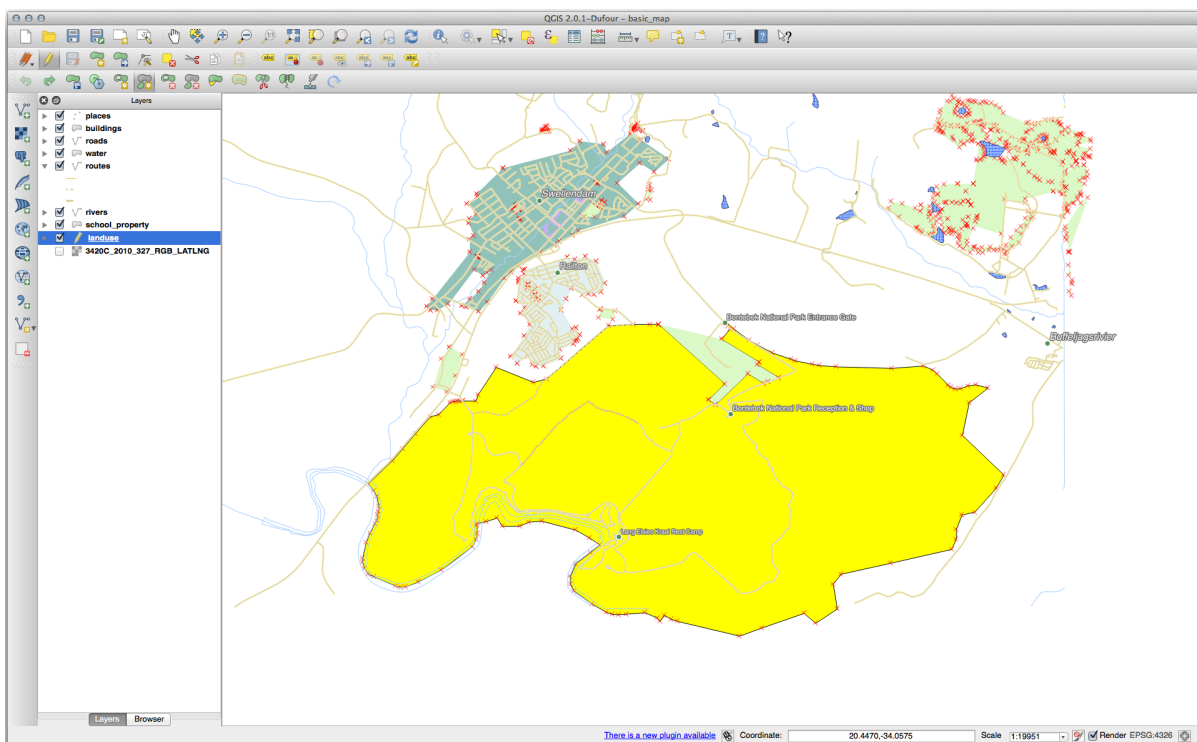 QGIS 2.0.1-Dufour - basic_map
Layers
places
buildings
roads
water
routes
rivers
school_property
landuse
3420C_2010_327_RGB_LATLNG
Swellendam
Railton
Bontebok National Park Entrance Gate
Buffeljagsrivier
Bontebok National Park Reception & Shop
Lang Elsies Kraal Rest Camp
Layers
Browser
There is a new plugin available
Coordinate:
20.4470,-34.0575
Scale
1:19951
Render
EPSG:4326